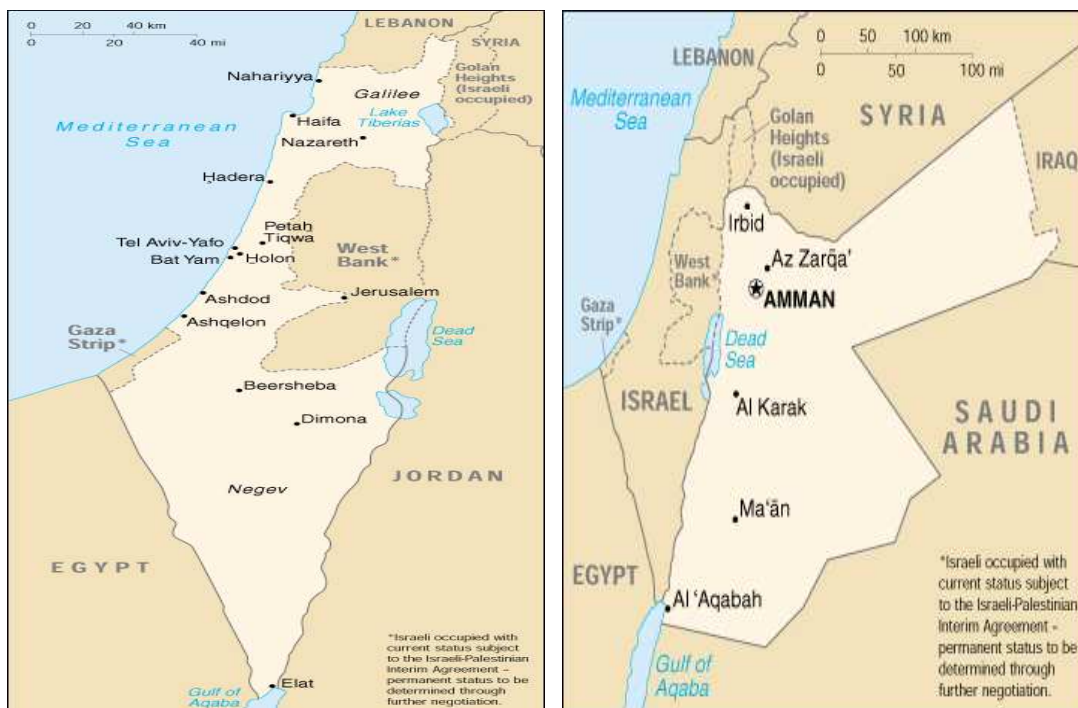 0 20 40 km
0 20 40 mi
LEBANON
SYRIA
Golan
Heights
(Israeli
occupied)
Nahariyya
Galilee
Lake
Tiberias
Haifa
Nazareth
Mediterranean
Sea
Ḥadera
Petaḥ
Tiqwa
Tel Aviv-Yafo
Bat Yam
Ḥolon
West
Bank*
Ashdod
Jerusalem
Ashqelon
Gaza
Strip*
Dead
Sea
Beersheba
Dimona
JORDAN
Negev
EGYPT
*Israeli occupied with
current status subject
to the Israeli-Palestinian
Interim Agreement –
permanent status to be
determined through
further negotiation.
Elat
Gulf of
Aqaba
0 50 100 km
0 50 100 mi
LEBANON
Mediterranean
Sea
SYRIA
Golan
Heights
(Israeli
occupied)
IRAQ
Irbid
Az Zarqā’
West
Bank*
AMMAN
Gaza
Strip*
Dead
Sea
ISRAEL
Al Karak
SAUDI
ARABIA
Ma‘ān
EGYPT
Al ‘Aqabah
*Israeli occupied with
current status subject
to the Israeli-Palestinian
Interim Agreement -
permanent status to be
determined through
further negotiation.
Gulf of
Aqaba